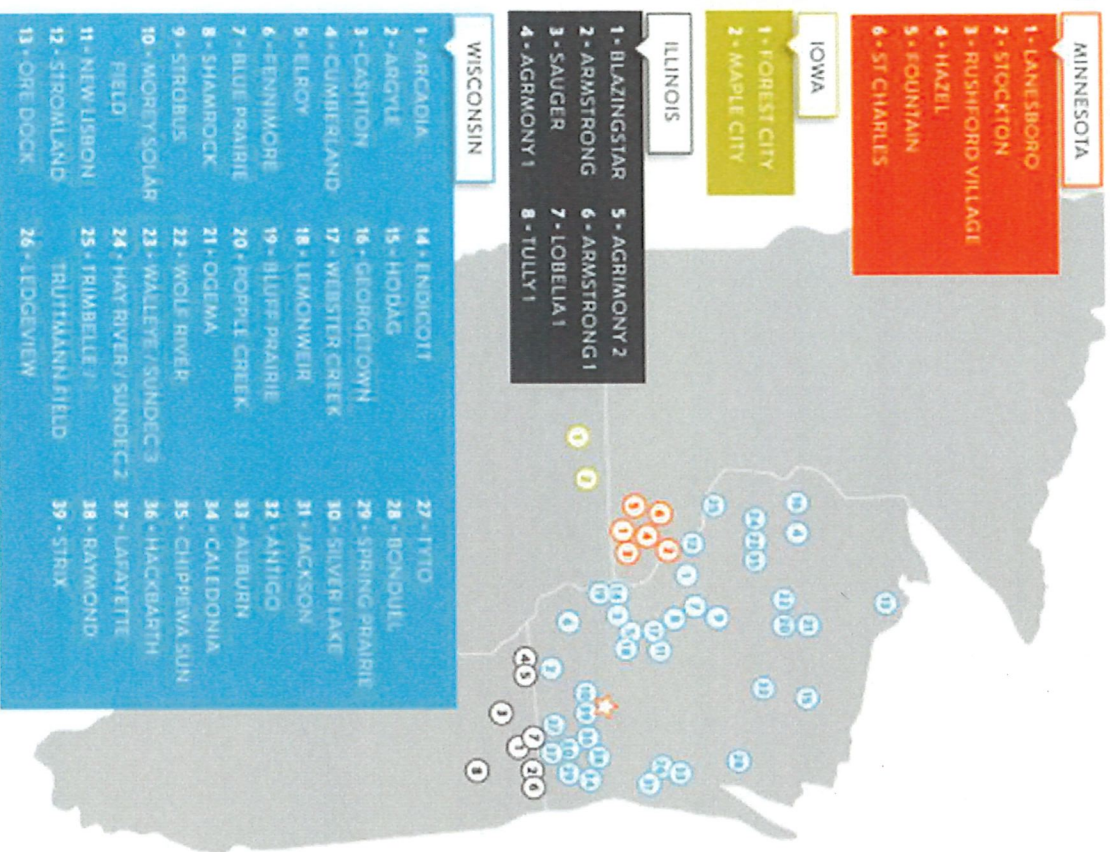 MINNESOTA
1 • LANESBORO
2 • STOCKTON
3 • RUSHFORD VILLAGE
4 • HAZEL
5 • FOUNTAN
6 • ST CHARLES
IOWA
1 • FOREST CITY
2 • MAPLE CITY
ILLINOIS
1 • BLAZINGSTAR
2 • ARMSTRONG
3 • SAUGER
4 • AGRMONY 1
5 • AGRIMONY 2
6 • ARMSTRONG 1
7 • LOBELIA 1
8 • TULLY 1
WISCONSIN
1 • ARCADIA
2 • ARGYLE
3 • CASHTON
4 • CUMBERLAND
5 • ELROY
6 • FENNIMORE
7 • BLU PRAIRIE
8 • SHAMROCK
9 • STROBUS
10 • MOREY SOLAR
FIELD
11 • NEW LISBON
12 • STROMLAND
13 • ORE DOCK
14 • ENDICOTT
15 • HODAG
16 • GEORGETOWN
17 • WEBSTER CREEK
18 • LEMONWEIR
19 • BLUFF PRAIRIE
20 • POPPLE CREEK
21 • OGEMA
22 • WOLF RIVER
23 • WALLEYE / SUNDEC 3
24 • HAY RIVER / SUNDEC 2
25 • TRIMBELLE /
TRUTTMANN FIELD
26 • LEDGEVIEW
27 • TYTO
28 • BONDUEL
29 • SPRING PRAIRIE
30 • SILVER LAKE
31 • JACKSON
32 • ANTIGO
33 • AUBURN
34 • CALEDONIA
35 • CHIPPEWA SUN
36 • HACKBARTH
37 • LAFAYETTE
38 • RAYMOND
39 • STRIX